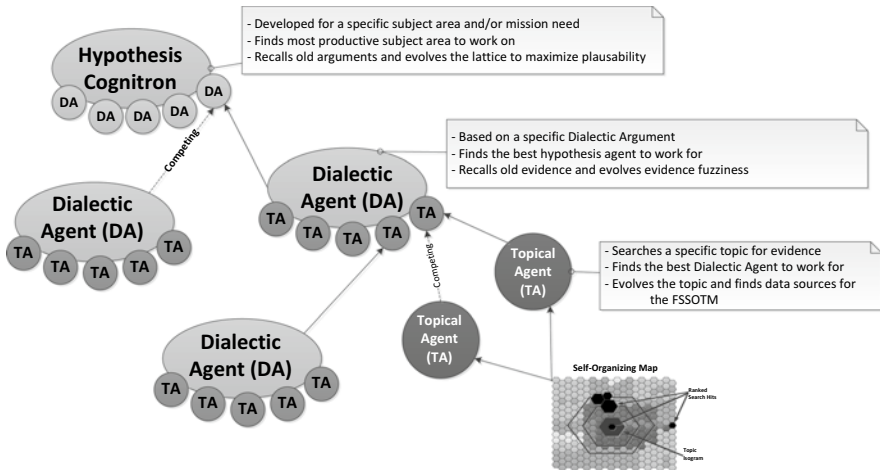 - Developed for a specific subject area and/or mission need
- Finds most productive subject area to work on
- Recalls old arguments and evolves the lattice to maximize plausability
Hypothesis
Cognitron
DA
DA
DA
DA
DA
DA
Competing
- Based on a specific Dialectic Argument
- Finds the best hypothesis agent to work for
- Recalls old evidence and evolves evidence fuzziness
Dialectic
Agent (DA)
TA
TA
TA
TA
TA
Dialectic
Agent (DA)
TA
TA
TA
TA
TA
Competing
Topical
Agent
(TA)
- Searches a specific topic for evidence
- Finds the best Dialectic Agent to work for
- Evolves the topic and finds data sources for
the FSSOTM
Topical
Agent
(TA)
Dialectic
Agent (DA)
TA
TA
TA
TA
TA
Self-Organizing Map
Ranked
Search Hits
Topic
Isogram